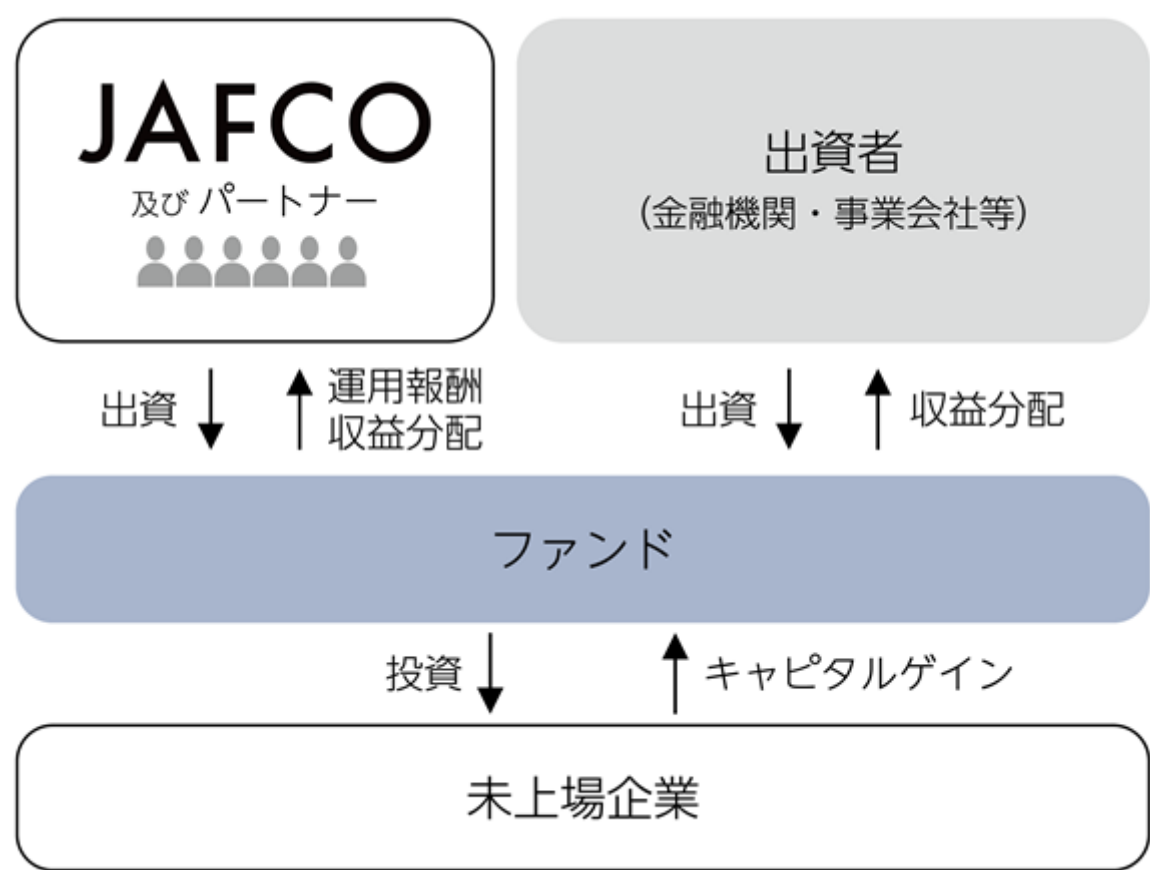 JAFCO
及び パートナー
出資者
(金融機関・事業会社等)
出資
運用報酬
収益分配
出資
収益分配
ファンド
投資
キャピタルゲイン
未上場企業